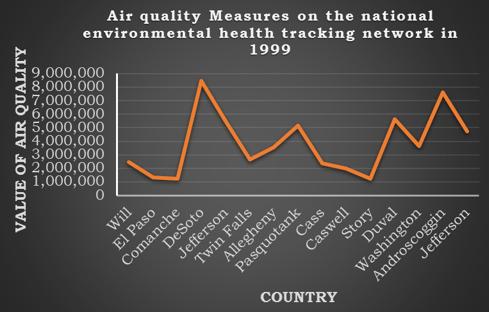 Air quality Measures on the national
environmental health tracking network in
1999
VALUE OF AIR QUALITY
9,000,000
8,000,000
7,000,000
6,000,000
5,000,000
4,000,000
3,000,000
2,000,000
1,000,000
0
Will
El Paso
Comanche
DeSoto
Jefferson
Twin Falls
Allegheny
Pasquotank
Cass
Caswell
Story
Duval
Washington
Androscoggin
Jefferson
COUNTRY